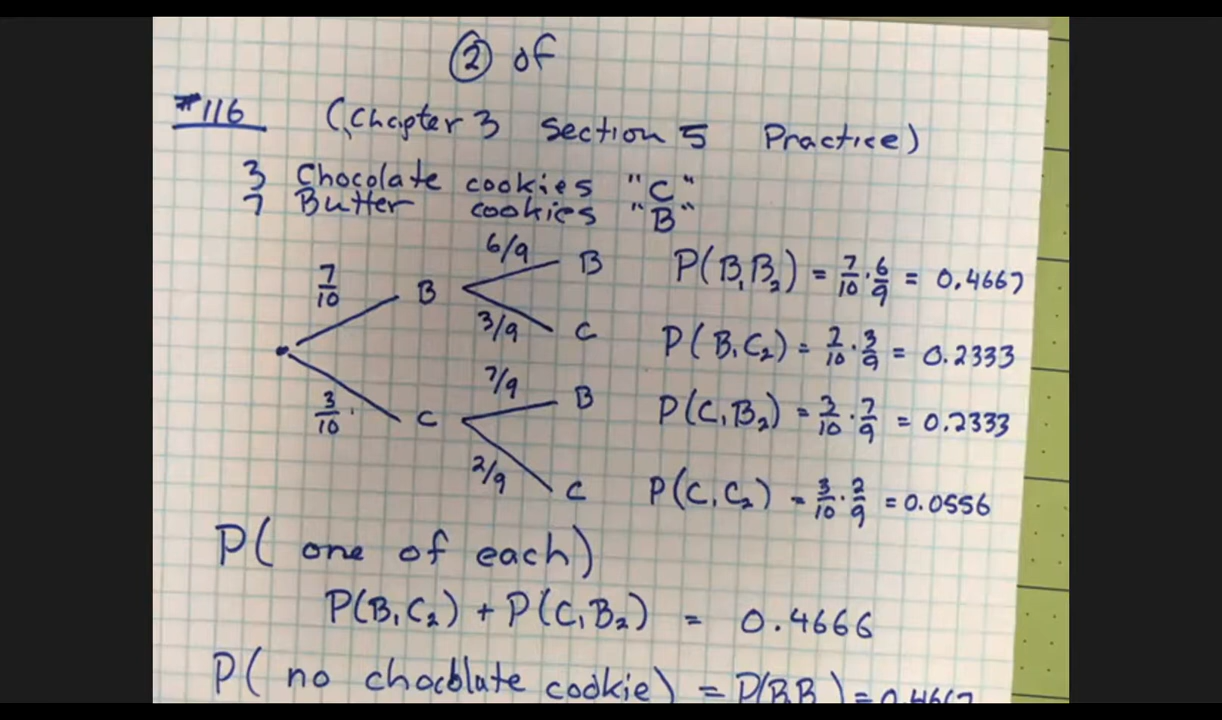 ② of
#116 (Chapter 3 section 5 Practice)
3 Chocolate cookies "C"
7 Butter cookies "B"
7/10 B 6/9 B P(B₁B₂) = 7/10 · 6/9 = 0.4667
3/9 C P(B₁C₂) = 7/10 · 3/9 = 0.2333
3/10 C 7/9 B P(C₁B₂) = 3/10 · 7/9 = 0.2333
2/9 C P(C₁C₂) = 3/10 · 2/9 = 0.0556
P( one of each)
P(B₁C₂) + P(C₁B₂) = 0.4666
P( no chocolate cookie) = P(B₁B₂) = 0.4667